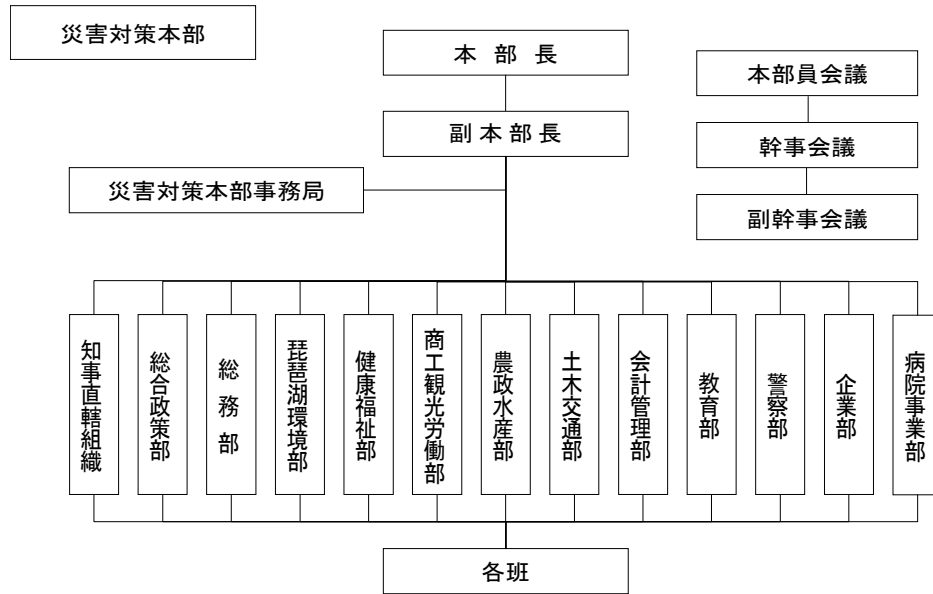 災害対策本部
本部長
副本部長
災害対策本部事務局
本部員会議
幹事会議
副幹事会議
知事直轄組織
総合政策部
総務部
琵琶湖環境部
健康福祉部
商工観光労働部
農政水産部
土木交通部
会計管理部
教育部
警察部
企業部
病院事業部
各班